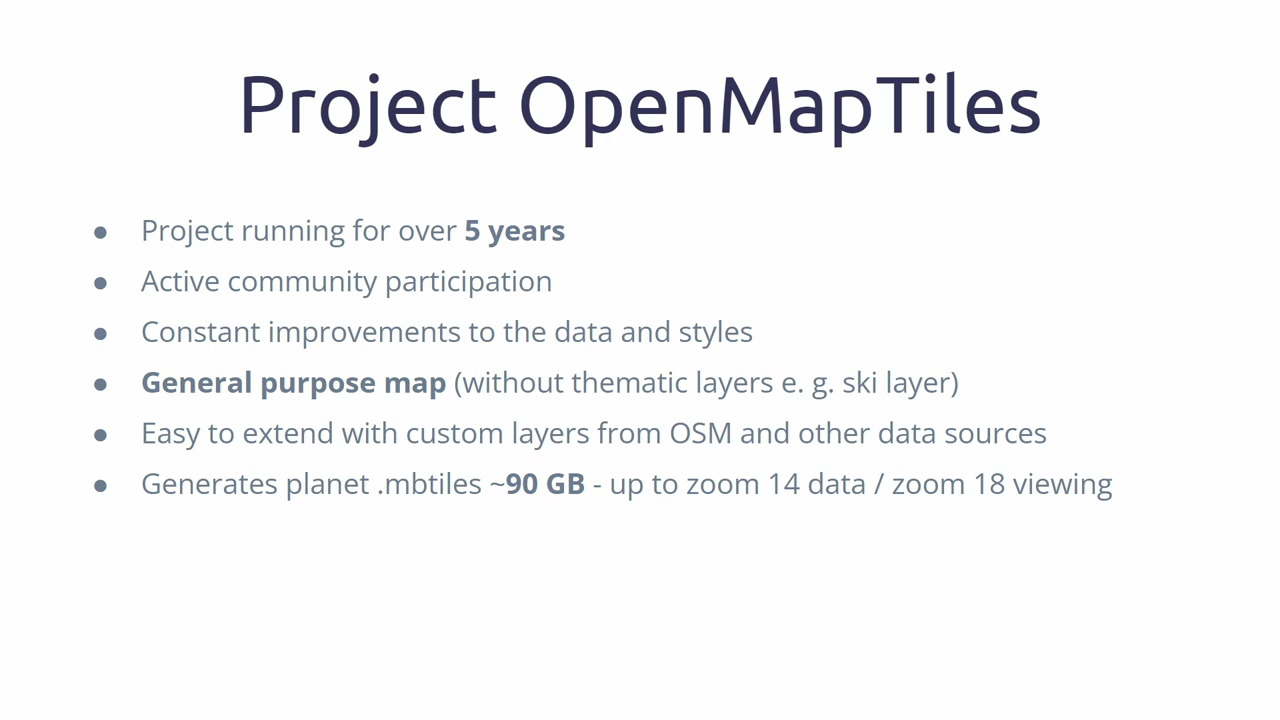 Project OpenMapTiles
● Project running for over 5 years
● Active community participation
● Constant improvements to the data and styles
● General purpose map (without thematic layers e. g. ski layer)
● Easy to extend with custom layers from OSM and other data sources
● Generates planet .mbtiles ~90 GB - up to zoom 14 data / zoom 18 viewing